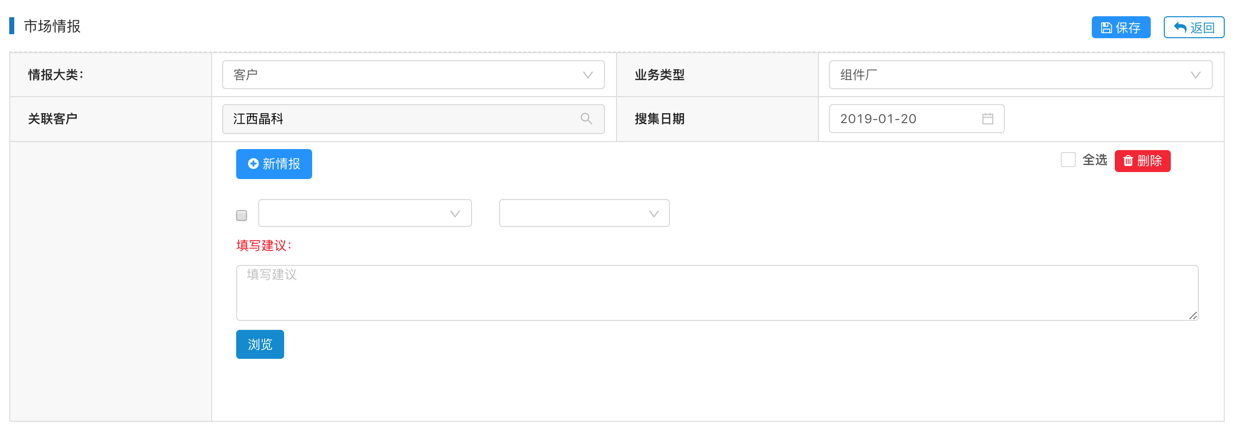 市场情报 保存 返回
情报大类: 客户 业务类型 组件厂
关联客户 江西晶科 搜集日期 2019-01-20
新情报 全选 删除
填写建议:
填写建议
浏览